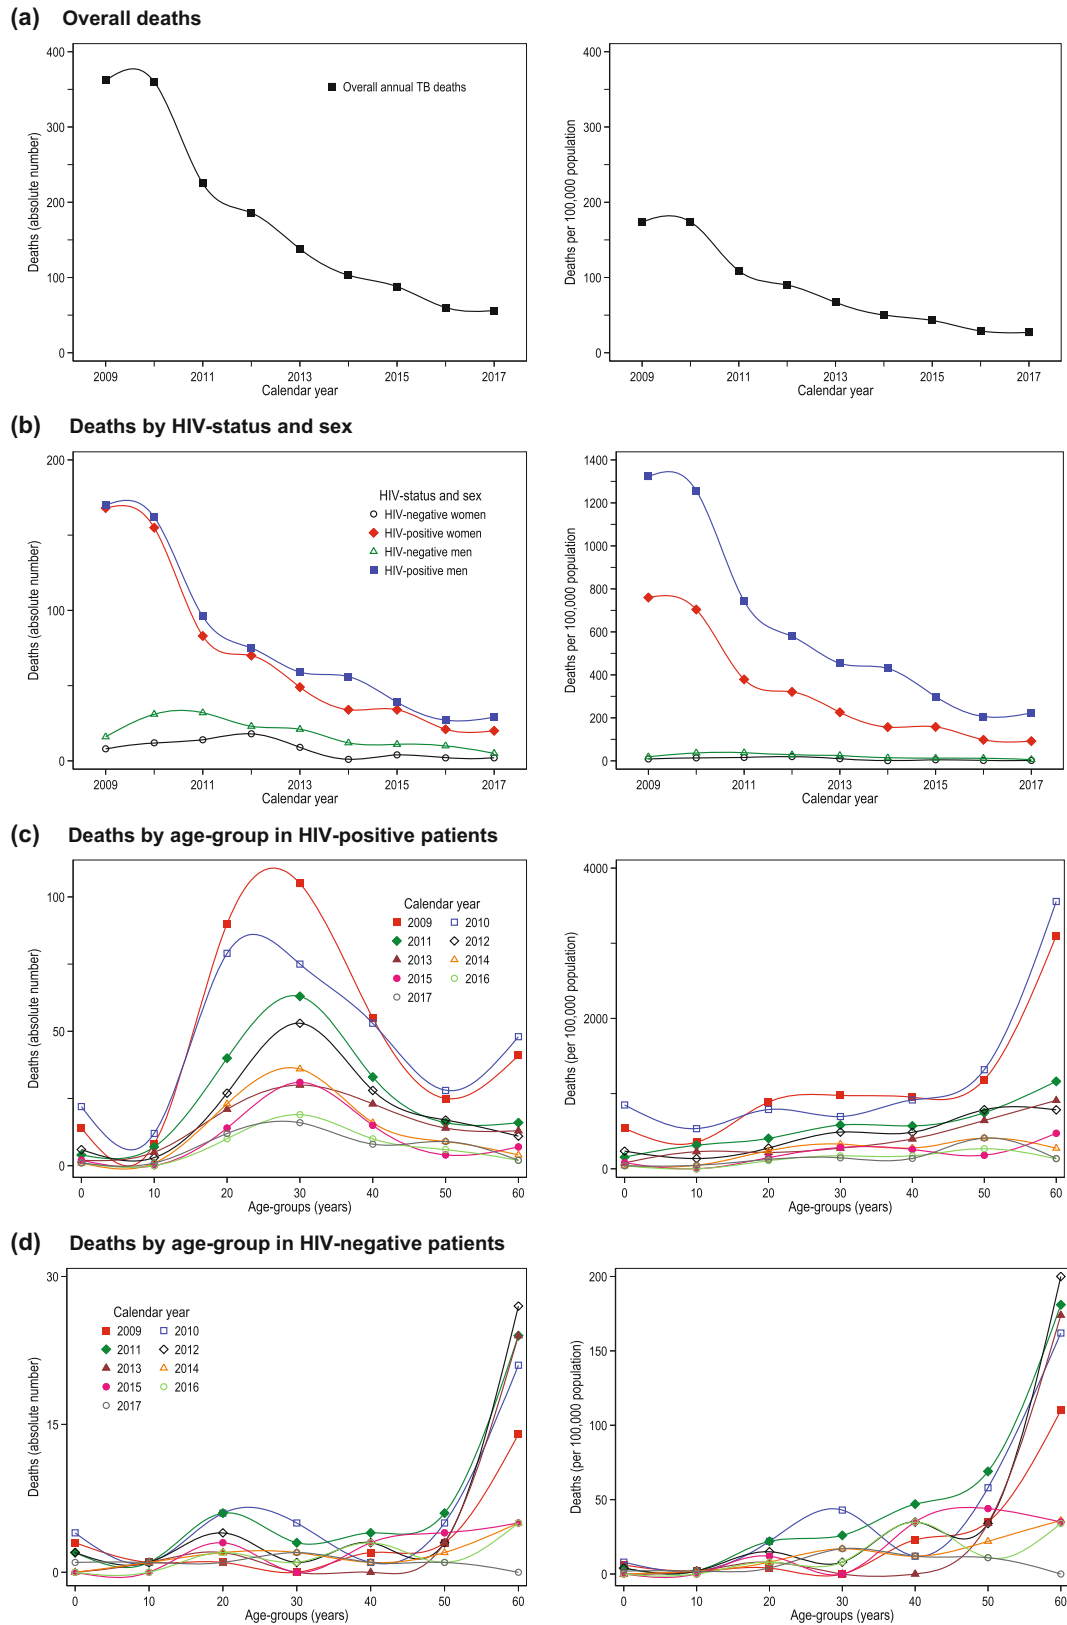 (a) Overall deaths
400
300
200
100
0
Deaths (absolute number)
Overall annual TB deaths
2009 2011 2013 2015 2017
Calendar year
400
300
200
100
0
Deaths per 100,000 population
2009 2011 2013 2015 2017
Calendar year
(b) Deaths by HIV-status and sex
200
100
0
Deaths (absolute number)
HIV-status and sex
HIV-negative women
HIV-positive women
HIV-negative men
HIV-positive men
2009 2011 2013 2015 2017
Calendar year
1400
1200
1000
800
600
400
200
0
Deaths per 100,000 population
2009 2011 2013 2015 2017
Calendar year
(c) Deaths by age-group in HIV-positive patients
100
50
0
Deaths (absolute number)
Calendar year
2009 2010
2011 2012
2013 2014
2015 2016
2017
0 10 20 30 40 50 60
Age-groups (years)
4000
2000
0
Deaths (per 100,000 population)
0 10 20 30 40 50 60
Age-groups (years)
(d) Deaths by age-group in HIV-negative patients
30
15
0
Deaths (absolute number)
Calendar year
2009 2010
2011 2012
2013 2014
2015 2016
2017
0 10 20 30 40 50 60
Age-groups (years)
200
150
100
50
0
Deaths (per 100,000 population)
0 10 20 30 40 50 60
Age-groups (years)